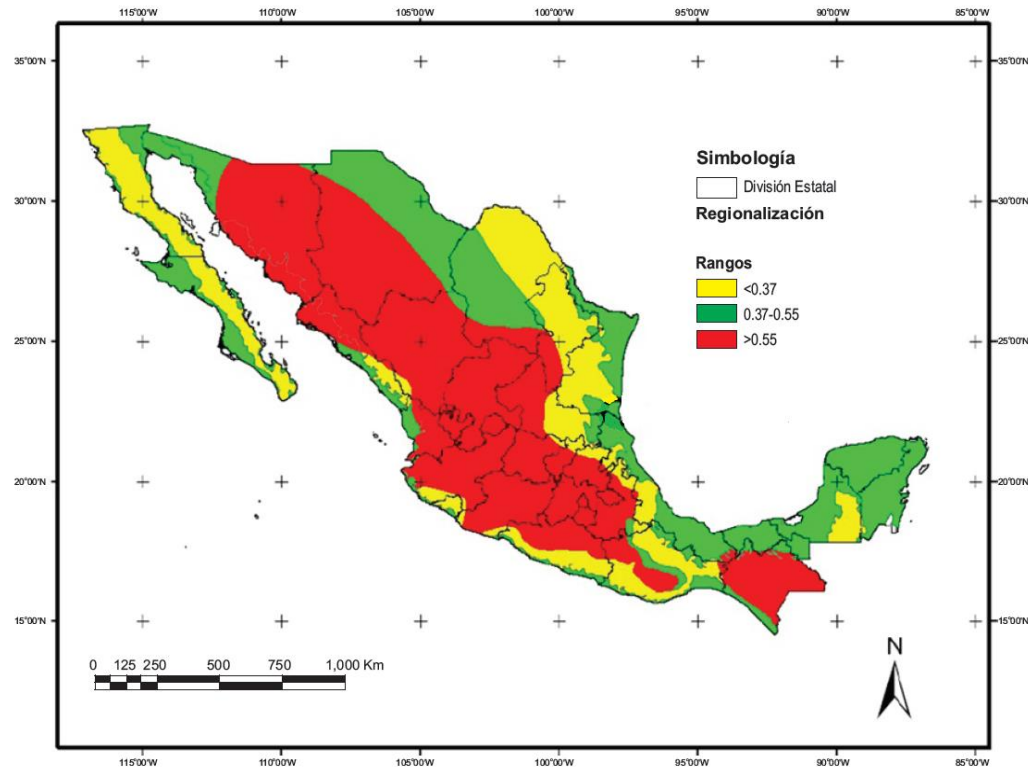 115°00'W 110°00'W 105°00'W 100°00'W 95°00'W 90°00'W 85°00'W
35°00'N 35°00'N
Simbología
División Estatal
30°00'N 30°00'N
Regionalización
Rangos
<0.37
0.37-0.55
25°00'N 25°00'N
>0.55
20°00'N 20°00'N
15°00'N 15°00'N
N
0 125 250 500 750 1,000 Km
115°00'W 110°00'W 105°00'W 100°00'W 95°00'W 90°00'W 85°00'W